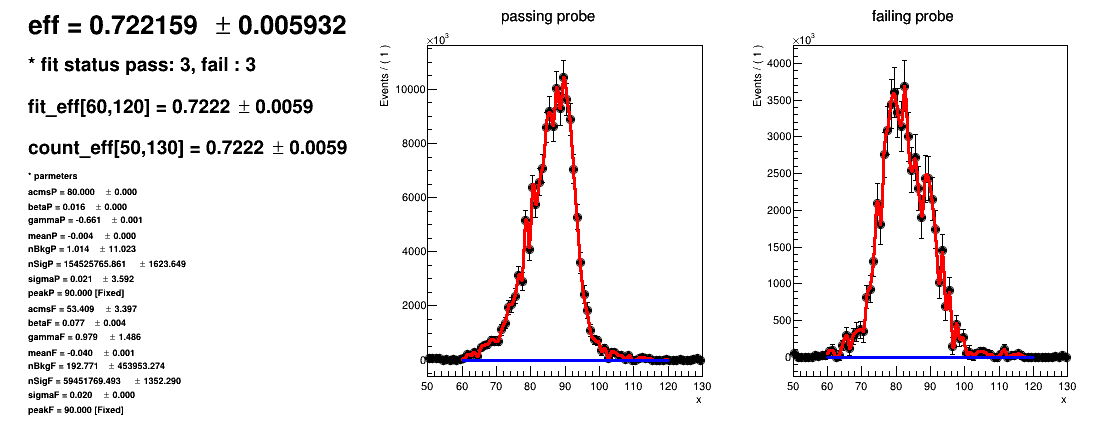 eff = 0.722159 ± 0.005932
* fit status pass: 3, fail : 3
fit_eff[60,120] = 0.7222 ± 0.0059
count_eff[50,130] = 0.7222 ± 0.0059
* parmeters
acmsP = 80.000 ± 0.000
betaP = 0.016 ± 0.000
gammaP = -0.661 ± 0.001
meanP = -0.004 ± 0.000
nBkgP = 1.014 ± 11.023
nSigP = 154525765.861 ± 1623.649
sigmaP = 0.021 ± 3.592
peakP = 90.000 [Fixed]
acmsF = 53.409 ± 3.397
betaF = 0.077 ± 0.004
gammaF = 0.979 ± 1.486
meanF = -0.040 ± 0.001
nBkgF = 192.771 ± 453953.274
nSigF = 59451769.493 ± 1352.290
sigmaF = 0.020 ± 0.000
peakF = 90.000 [Fixed]
passing probe
×10³
Events / ( 1 )
10000
8000
6000
4000
2000
0
50 60 70 80 90 100 110 120 130
x
failing probe
×10³
Events / ( 1 )
4000
3500
3000
2500
2000
1500
1000
500
0
50 60 70 80 90 100 110 120 130
x